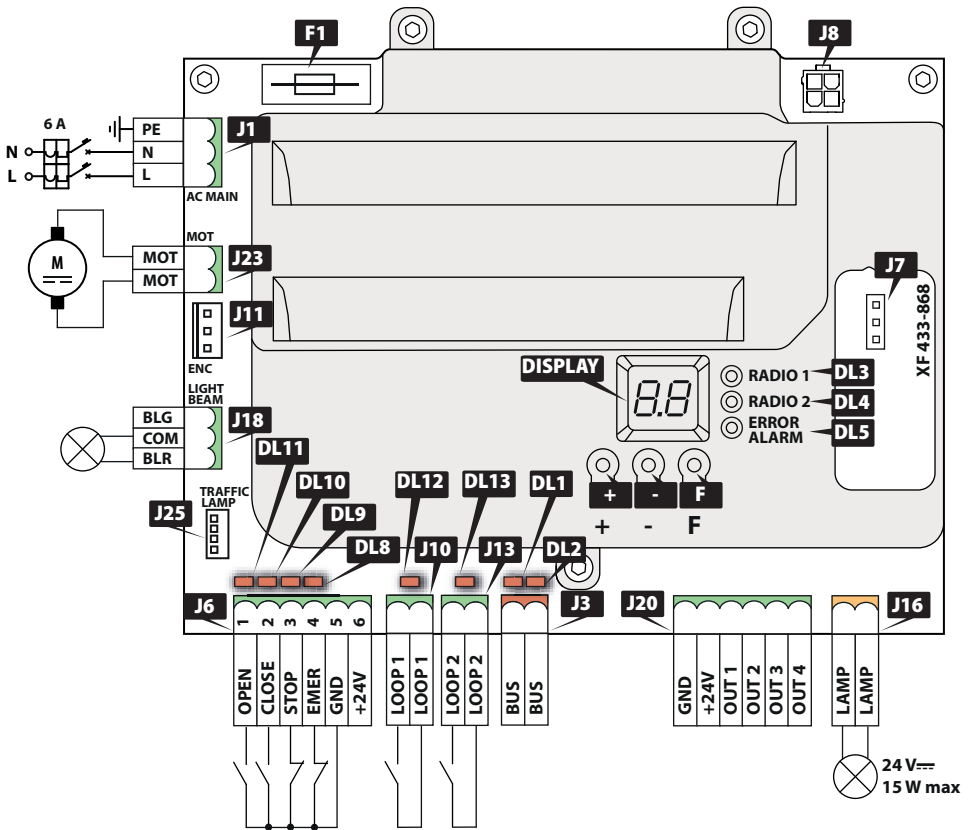 F1
J8
6 A
PE
J1
N
N
L
L
AC MAIN
MOT
MOT
J23
M
MOT
J7
J11
XF 433-868
ENC
DISPLAY
8.8
RADIO 1
DL3
RADIO 2
DL4
ERROR
ALARM
DL5
LIGHT
BEAM
BLG
J18
COM
BLR
DL11
DL10
DL12
DL13
DL1
+
-
F
+
-
F
TRAFFIC
LAMP
J25
DL9
DL8
J10
J13
DL2
J6
J3
J20
J16
1
2
3
4
5
6
OPEN
CLOSE
STOP
EMER
GND
+24V
LOOP 1
LOOP 1
LOOP 2
LOOP 2
BUS
BUS
GND
+24V
OUT 1
OUT 2
OUT 3
OUT 4
LAMP
LAMP
24 V
15 W max